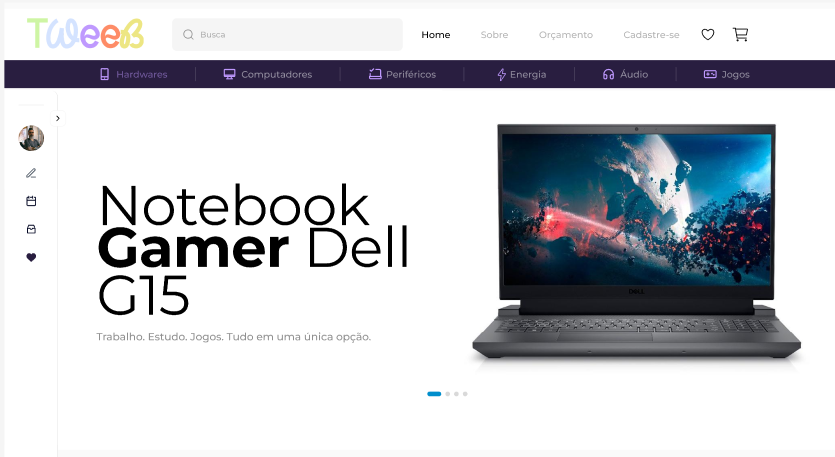 TWeeB
Busca
Home
Sobre
Orçamento
Cadastre-se
Hardwares
Computadores
Periféricos
Energia
Áudio
Jogos
Notebook
Gamer Dell
G15
Trabalho. Estudo. Jogos. Tudo em uma única opção.
DELL